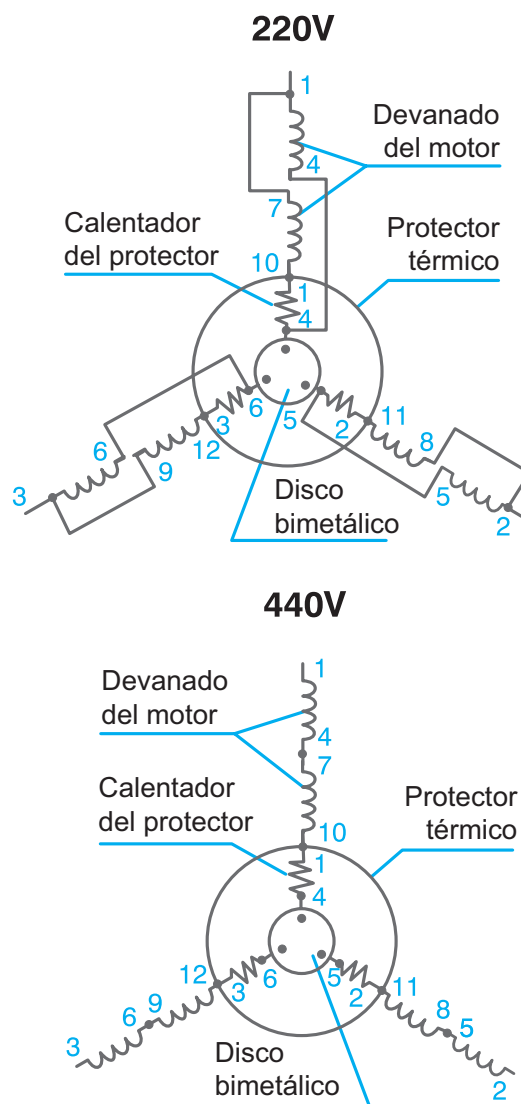 220V
1
Devanado
del motor
4
7
Calentador
del protector
Protector
térmico
10
1
4
6
5
11
3
2
8
6
12
9
5
3
2
Disco
bimetálico
440V
1
Devanado
del motor
4
7
Calentador
del protector
Protector
térmico
10
1
4
12
6
5
11
3
2
9
8
6
5
3
2
Disco
bimetálico